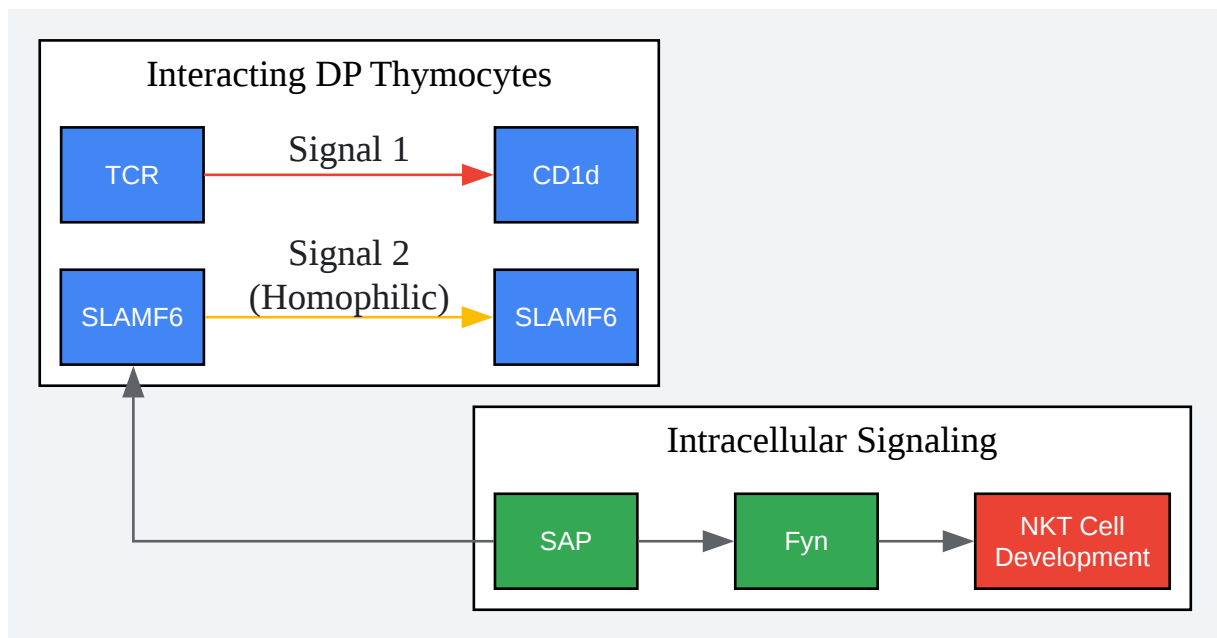 Interacting DP Thymocytes
TCR
Signal 1
CD1d
SLAMF6
Signal 2
(Homophilic)
SLAMF6
Intracellular Signaling
SAP
Fyn
NKT Cell
Development